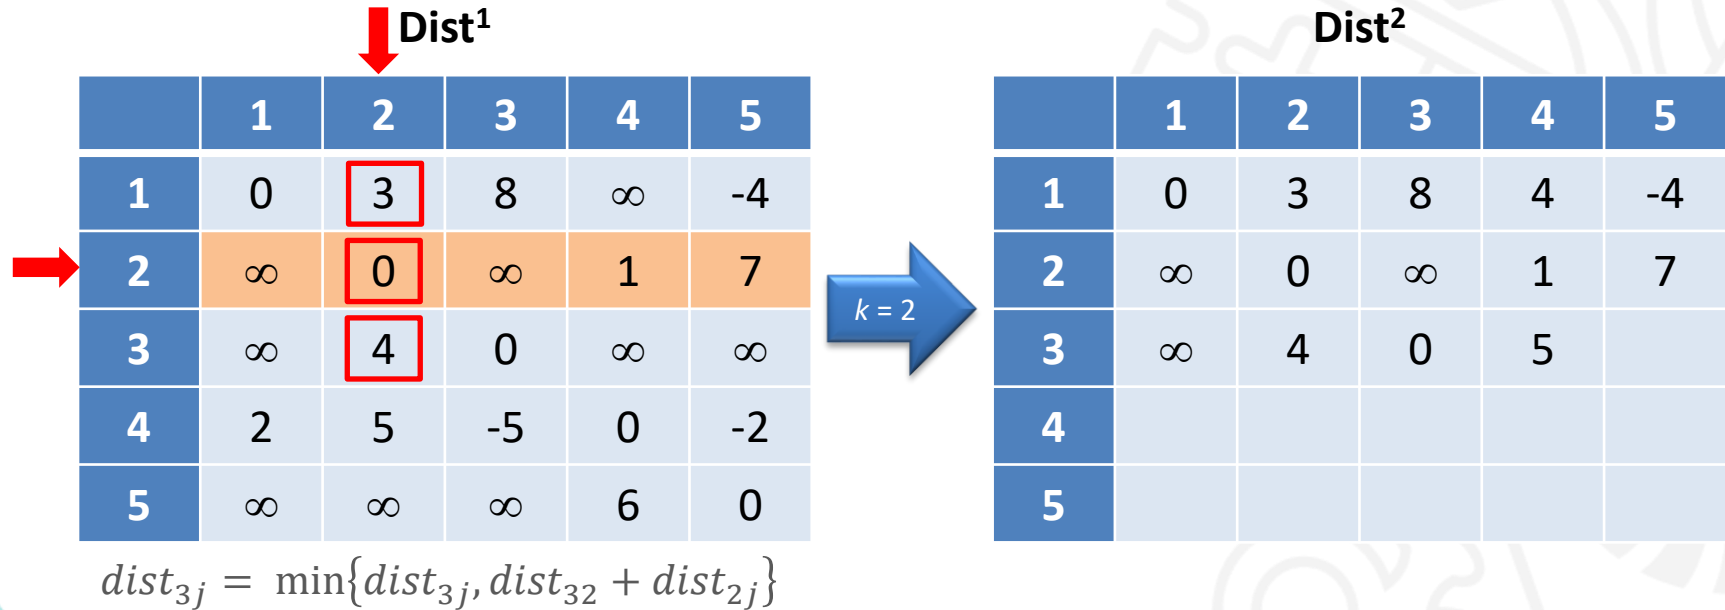 Dist¹ Dist²
1 2 3 4 5 1 2 3 4 5
1 0 3 8 ∞ -4 1 0 3 8 4 -4
2 ∞ 0 ∞ 1 7 2 ∞ 0 ∞ 1 7
k = 2
3 ∞ 4 0 ∞ ∞ 3 ∞ 4 0 5
4 2 5 -5 0 -2 4
5 ∞ ∞ ∞ 6 0 5
dist₃ⱼ = min{dist₃ⱼ, dist₃₂ + dist₂ⱼ}